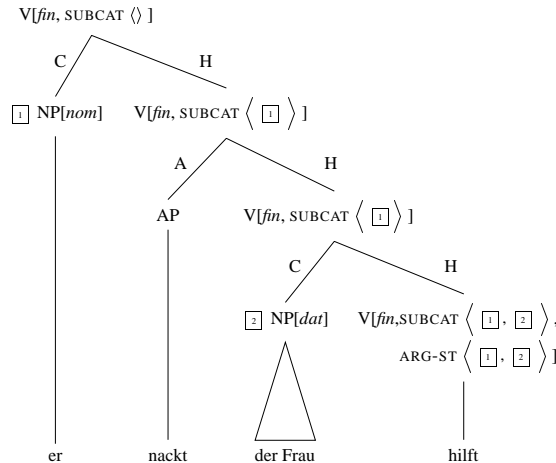 V[fin, SUBCAT ⟨⟩ ]
C H
1 NP[nom] V[fin, SUBCAT ⟨ 1 ⟩ ]
A H
AP V[fin, SUBCAT ⟨ 1 ⟩ ]
C H
2 NP[dat] V[fin,SUBCAT ⟨ 1, 2 ⟩,
ARG-ST ⟨ 1, 2 ⟩]
er nackt der Frau hilft